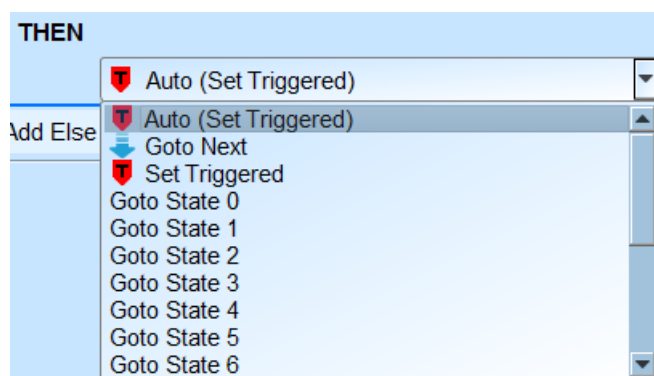 THEN
T Auto (Set Triggered)
Add Else
T Auto (Set Triggered)
Goto Next
T Set Triggered
Goto State 0
Goto State 1
Goto State 2
Goto State 3
Goto State 4
Goto State 5
Goto State 6